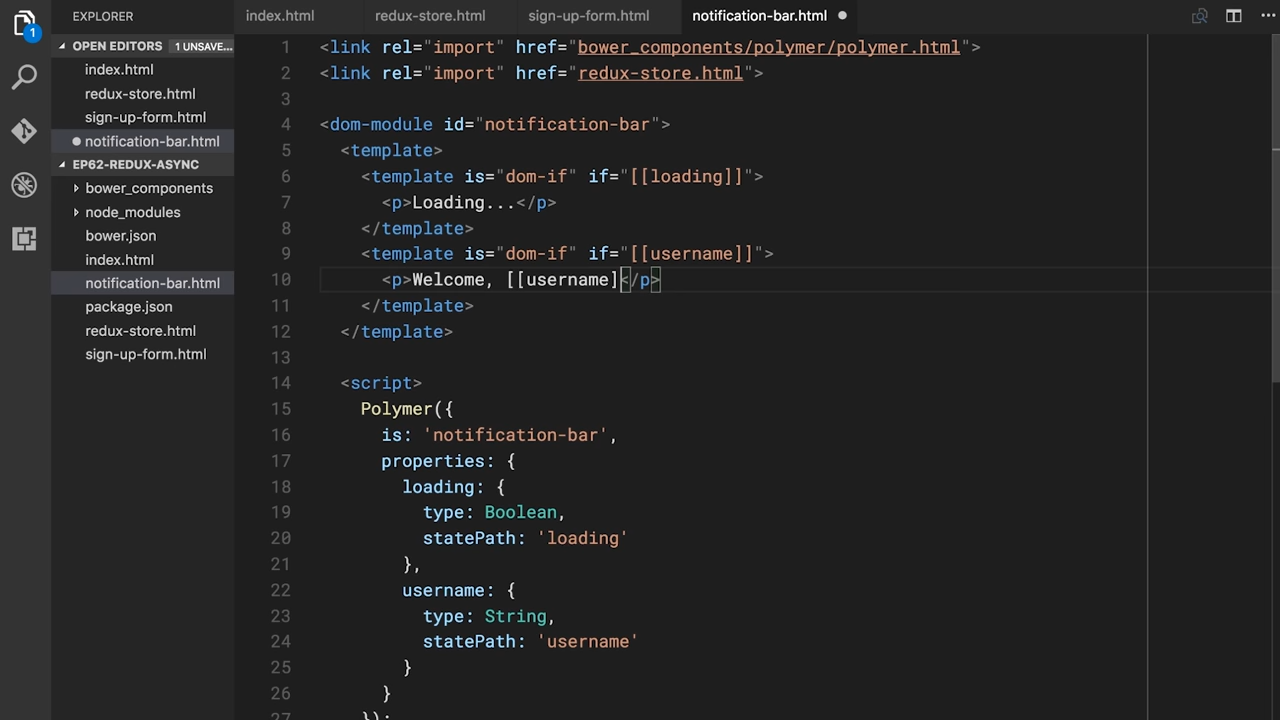 EXPLORER
index.html
redux-store.html
sign-up-form.html
notification-bar.html
1
OPEN EDITORS
1 UNSAVE...
index.html
redux-store.html
sign-up-form.html
notification-bar.html
EP62-REDUX-ASYNC
bower_components
node_modules
bower.json
index.html
notification-bar.html
package.json
redux-store.html
sign-up-form.html
1 <link rel="import" href="bower_components/polymer/polymer.html">
2 <link rel="import" href="redux-store.html">
3
4 <dom-module id="notification-bar">
5 <template>
6 <template is="dom-if" if="[[loading]]">
7 <p>Loading...</p>
8 </template>
9 <template is="dom-if" if="[[username]]">
10 <p>Welcome, [[username]</p>
11 </template>
12 </template>
13
14 <script>
15 Polymer({
16 is: 'notification-bar',
17 properties: {
18 loading: {
19 type: Boolean,
20 statePath: 'loading'
21 },
22 username: {
23 type: String,
24 statePath: 'username'
25 }
26 }
27 });